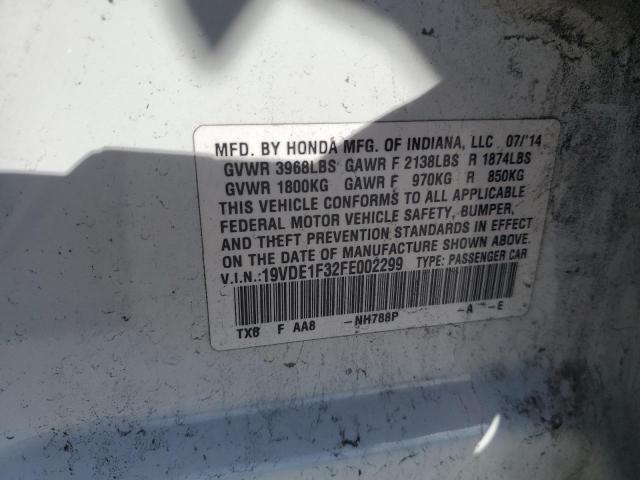 MFD. BY HONDA MFG. OF INDIANA, LLC 07/'14
GVWR 3968LBS GAWR F 2138LBS R 1874LBS
GVWR 1800KG GAWR F 970KG R 850KG
THIS VEHICLE CONFORMS TO ALL APPLICABLE
FEDERAL MOTOR VEHICLE SAFETY, BUMPER,
AND THEFT PREVENTION STANDARDS IN EFFECT
ON THE DATE OF MANUFACTURE SHOWN ABOVE.
V.I.N.:19VDE1F32FE002299 TYPE: PASSENGER CAR
TX6 F AA8 -NH788P -A -E